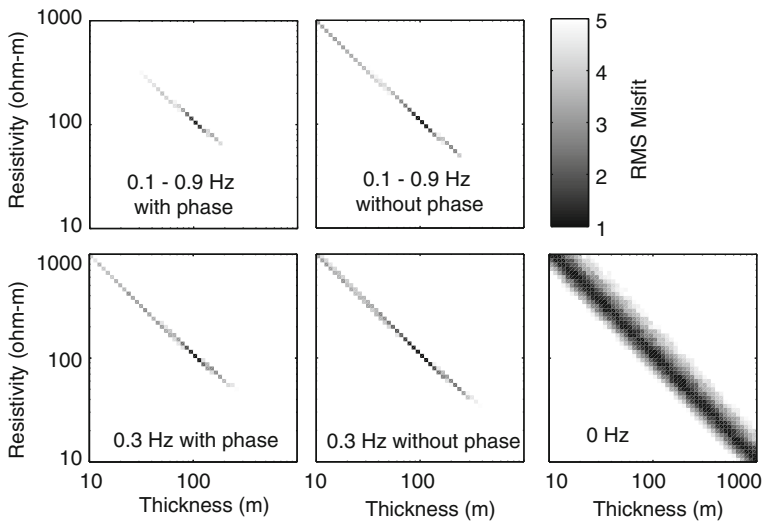 1000
100
10
Resistivity (ohm-m)
0.1 - 0.9 Hz
with phase
0.1 - 0.9 Hz
without phase
5
4
3
2
1
RMS Misfit
1000
100
10
Resistivity (ohm-m)
0.3 Hz with phase
0.3 Hz without phase
0 Hz
10
100
Thickness (m)
10
100
Thickness (m)
10
100
1000
Thickness (m)